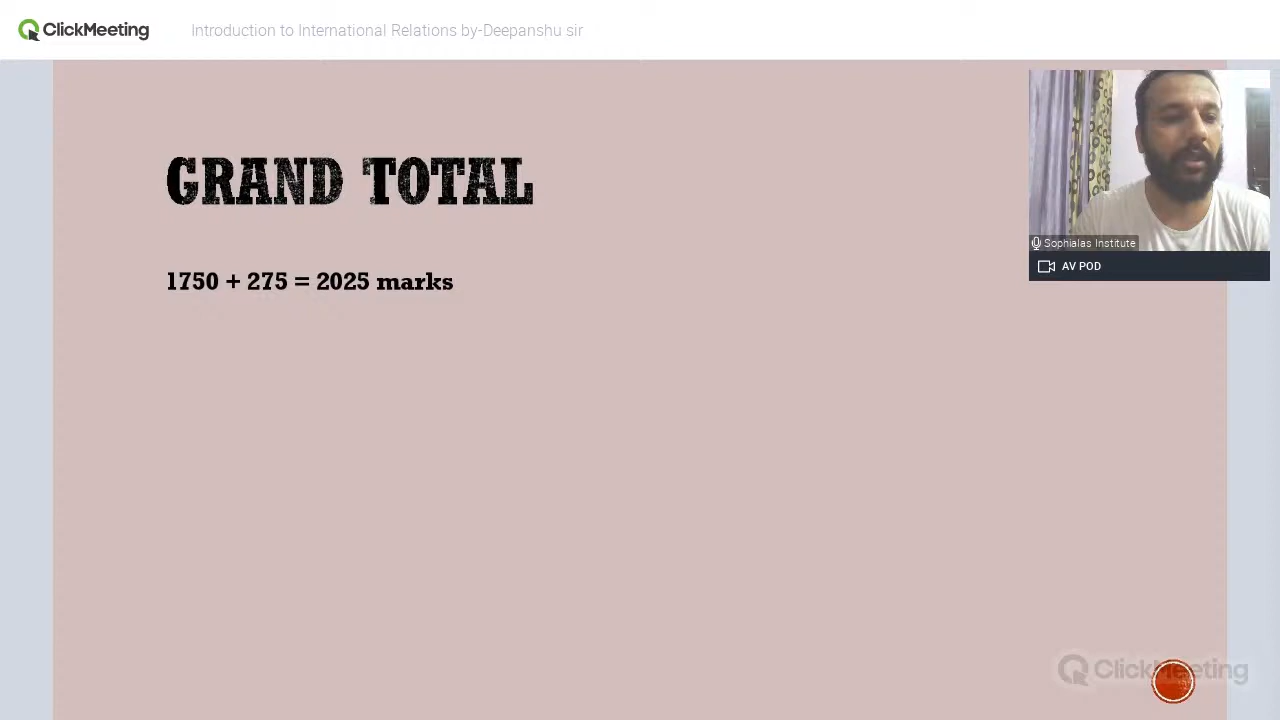 ClickMeeting
Introduction to International Relations by-Deepanshu sir
GRAND TOTAL
1750 + 275 = 2025 marks
Sophialas Institute
AV POD
ClickMeeting